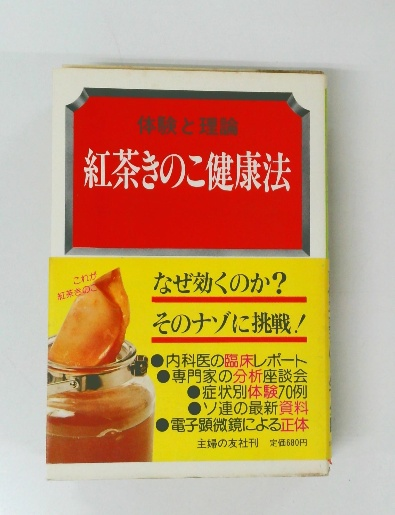 体験と理論
紅茶きのこ健康法
これが
紅茶きのこ
なぜ効くのか?
そのナゾに挑戦!
●内科医の臨床レポート
●専門家の分析座談会
●症状別体験70例
●ソ連の最新資料
●電子顕微鏡による正体
主婦の友社刊 定価680円